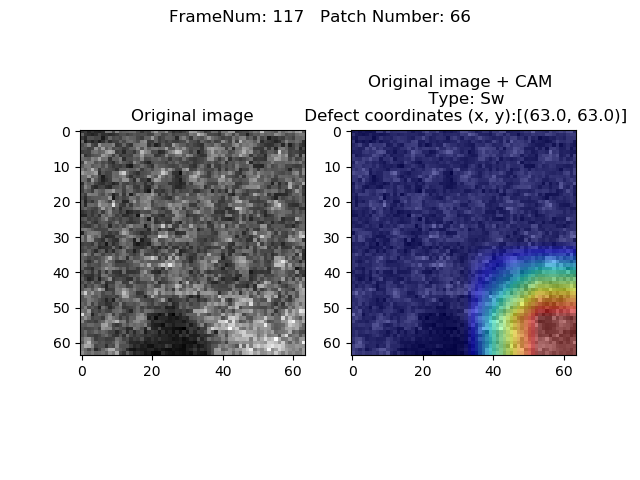 FrameNum: 117   Patch Number: 66
Original image
Original image + CAM
Type: Sw
Defect coordinates (x, y):[(63.0, 63.0)]
0
10
20
30
40
50
60
0 20 40 60
0
10
20
30
40
50
60
0 20 40 60